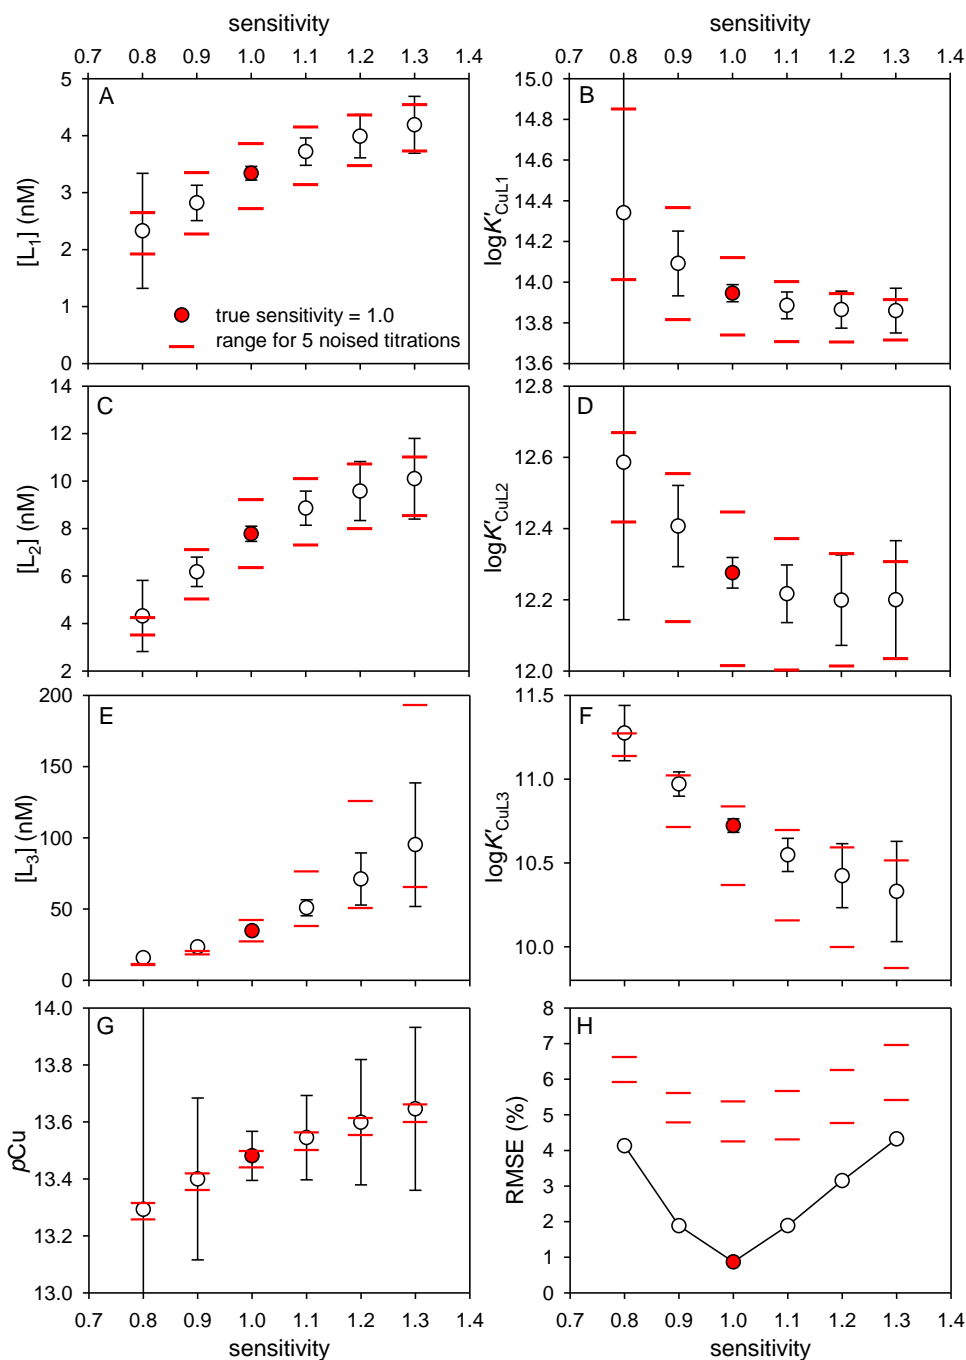 sensitivity sensitivity
0.7 0.8 0.9 1.0 1.1 1.2 1.3 1.4 0.7 0.8 0.9 1.0 1.1 1.2 1.3 1.4
A
5
4
3
2
1
0
[L1] (nM)
true sensitivity = 1.0
range for 5 noised titrations
B
15.0
14.8
14.6
14.4
14.2
14.0
13.8
13.6
logK′CuL1
C
14
12
10
8
6
4
2
[L2] (nM)
D
12.8
12.6
12.4
12.2
12.0
logK′CuL2
E
200
150
100
50
0
[L3] (nM)
F
11.5
11.0
10.5
10.0
logK′CuL3
G
14.0
13.8
13.6
13.4
13.2
13.0
pCu
H
8
7
6
5
4
3
2
1
0
RMSE (%)
0.7 0.8 0.9 1.0 1.1 1.2 1.3 1.4 0.7 0.8 0.9 1.0 1.1 1.2 1.3 1.4
sensitivity sensitivity